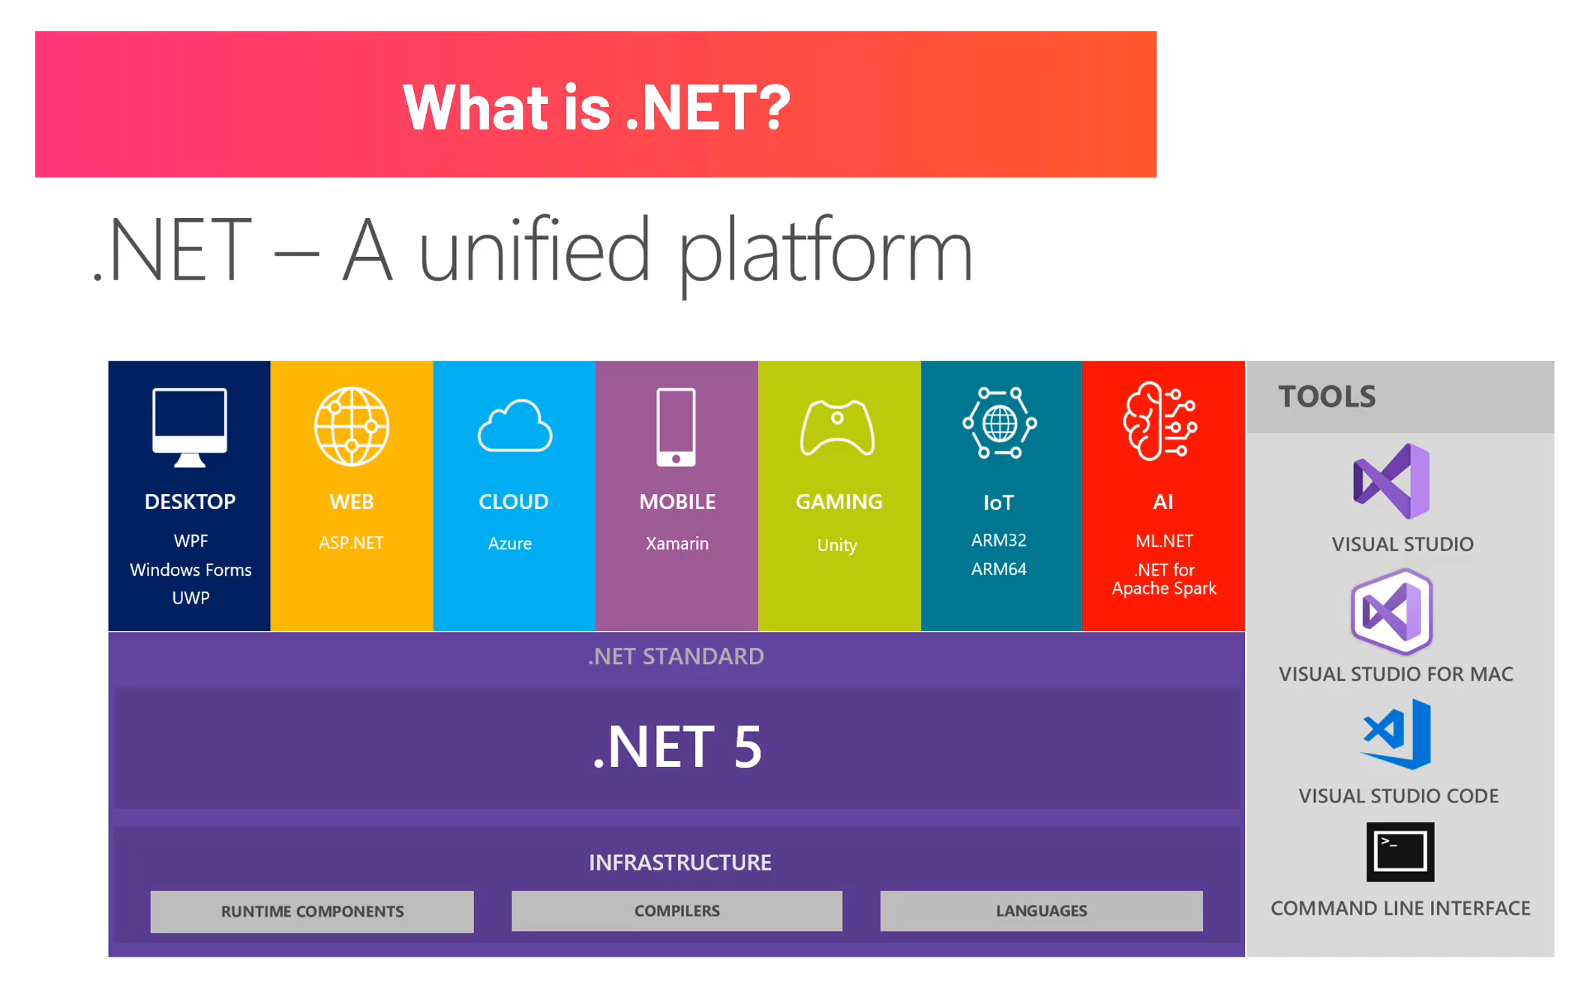 What is .NET?
.NET – A unified platform
DESKTOP
WPF
Windows Forms
UWP
WEB
ASP.NET
CLOUD
Azure
MOBILE
Xamarin
GAMING
Unity
IoT
ARM32
ARM64
AI
ML.NET
.NET for
Apache Spark
TOOLS
VISUAL STUDIO
VISUAL STUDIO FOR MAC
VISUAL STUDIO CODE
>_
COMMAND LINE INTERFACE
.NET STANDARD
.NET 5
INFRASTRUCTURE
RUNTIME COMPONENTS
COMPILERS
LANGUAGES